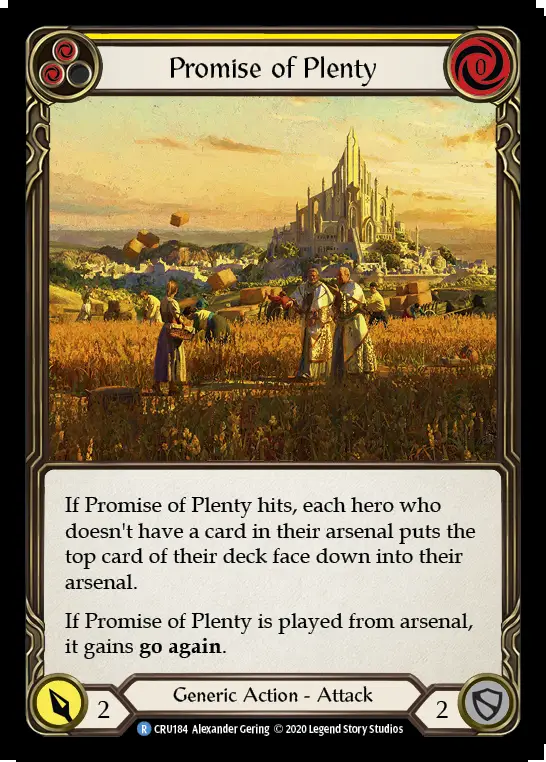 Promise of Plenty
0
If Promise of Plenty hits, each hero who
doesn't have a card in their arsenal puts the
top card of their deck face down into their
arsenal.
If Promise of Plenty is played from arsenal,
it gains go again.
2
Generic Action - Attack
2
R CRU184 Alexander Gering © 2020 Legend Story Studios